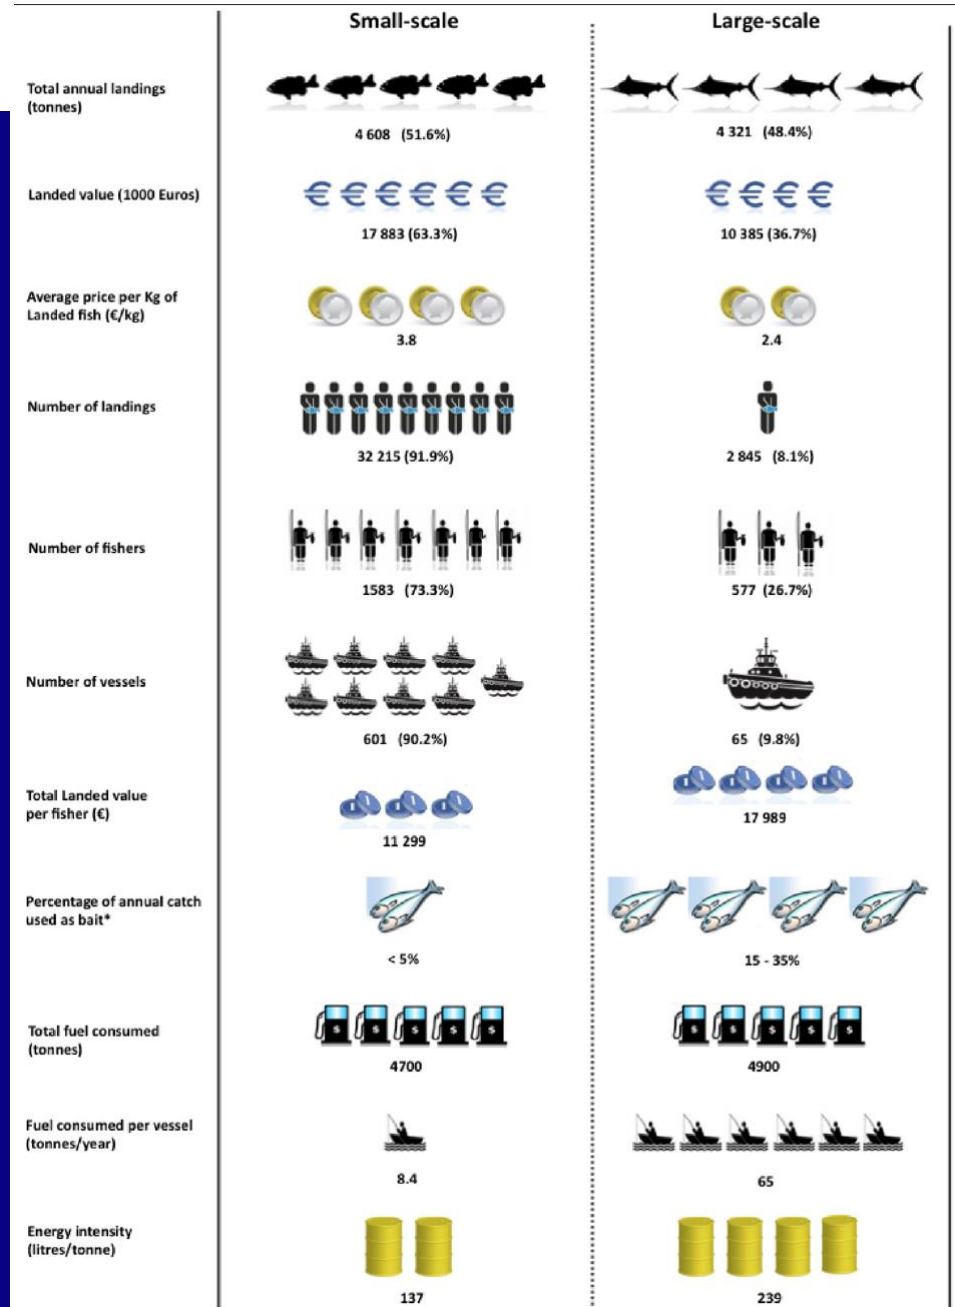 Small-scale
Large-scale
Total annual landings
(tonnes)
4 608 (51.6%)
4 321 (48.4%)
Landed value (1000 Euros)
17 883 (63.3%)
10 385 (36.7%)
Average price per Kg of
Landed fish (€/kg)
3.8
2.4
Number of landings
32 215 (91.9%)
2 845 (8.1%)
Number of fishers
1583 (73.3%)
577 (26.7%)
Number of vessels
601 (90.2%)
65 (9.8%)
Total Landed value
per fisher (€)
11 299
17 989
Percentage of annual catch
used as bait*
< 5%
15 - 35%
Total fuel consumed
(tonnes)
4700
4900
Fuel consumed per vessel
(tonnes/year)
8.4
65
Energy intensity
(litres/tonne)
137
239